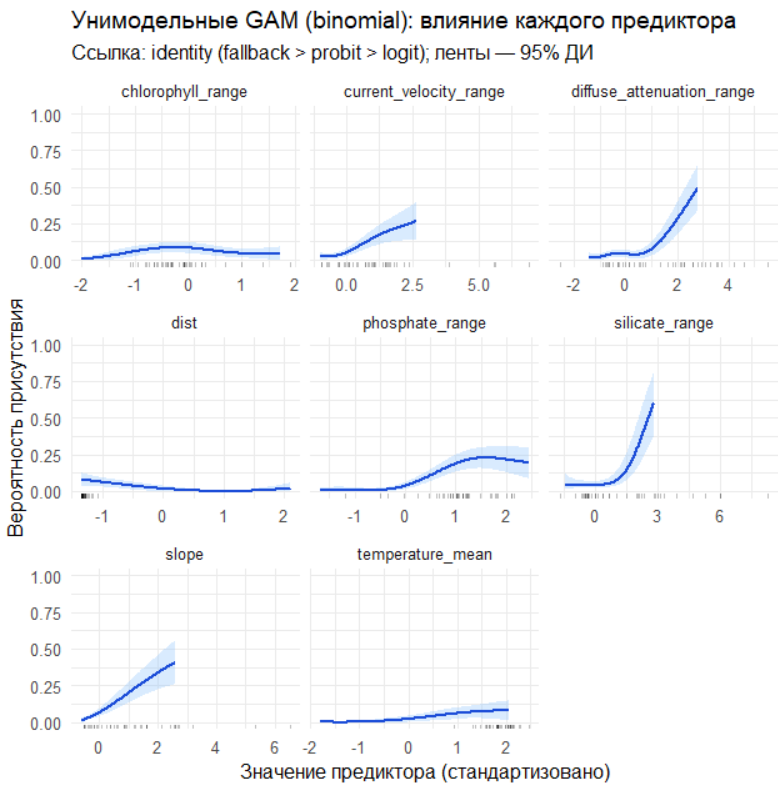 Унимодельные GAM (binomial): влияние каждого предиктора
Ссылка: identity (fallback > probit > logit); ленты — 95% ДИ
chlorophyll_range
current_velocity_range
diffuse_attenuation_range
1.00
0.75
0.50
0.25
0.00
-2 -1 0 1 2
0.0 2.5 5.0
-2 0 2 4
dist
phosphate_range
silicate_range
1.00
0.75
0.50
0.25
0.00
-1 0 1 2
-1 0 1 2
0 3 6
slope
temperature_mean
1.00
0.75
0.50
0.25
0.00
0 2 4 6
-2 -1 0 1 2
Вероятность присутствия
Значение предиктора (стандартизовано)